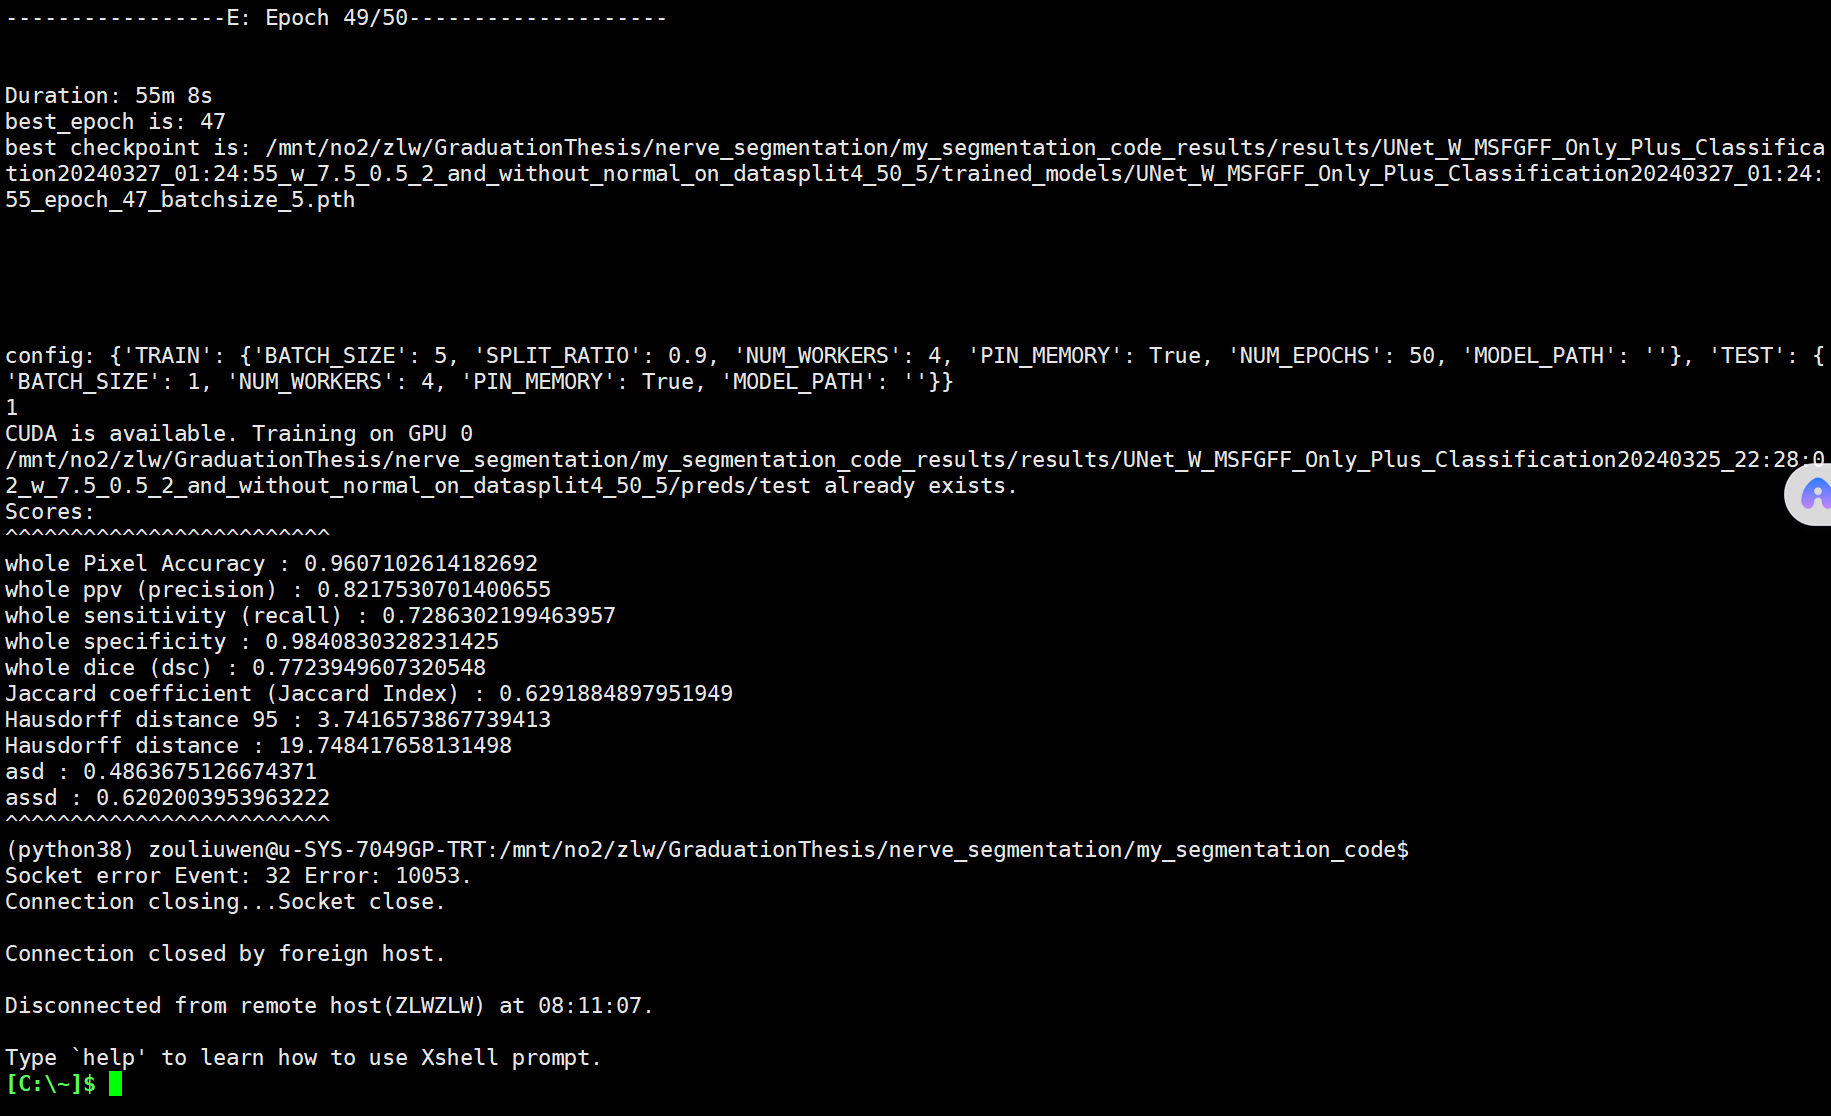 -----------------E: Epoch 49/50--------------------
Duration: 55m 8s
best_epoch is: 47
best checkpoint is: /mnt/no2/zlw/GraduationThesis/nerve_segmentation/my_segmentation_code_results/results/UNet_W_MSFGFF_Only_Plus_Classifica
tion20240327_01:24:55_w_7.5_0.5_2_and_without_normal_on_datasplit4_50_5/trained_models/UNet_W_MSFGFF_Only_Plus_Classification20240327_01:24:
55_epoch_47_batchsize_5.pth
config: {'TRAIN': {'BATCH_SIZE': 5, 'SPLIT_RATIO': 0.9, 'NUM_WORKERS': 4, 'PIN_MEMORY': True, 'NUM_EPOCHS': 50, 'MODEL_PATH': ''}, 'TEST': {
'BATCH_SIZE': 1, 'NUM_WORKERS': 4, 'PIN_MEMORY': True, 'MODEL_PATH': ''}}
1
CUDA is available. Training on GPU 0
/mnt/no2/zlw/GraduationThesis/nerve_segmentation/my_segmentation_code_results/results/UNet_W_MSFGFF_Only_Plus_Classification20240325_22:28:0
2_w_7.5_0.5_2_and_without_normal_on_datasplit4_50_5/preds/test already exists.
Scores:
^^^^^^^^^^^^^^^^^^^^^^^^^
whole Pixel Accuracy : 0.9607102614182692
whole ppv (precision) : 0.8217530701400655
whole sensitivity (recall) : 0.7286302199463957
whole specificity : 0.9840830328231425
whole dice (dsc) : 0.7723949607320548
Jaccard coefficient (Jaccard Index) : 0.6291884897951949
Hausdorff distance 95 : 3.7416573867739413
Hausdorff distance : 19.748417658131498
asd : 0.4863675126674371
assd : 0.6202003953963222
^^^^^^^^^^^^^^^^^^^^^^^^^
(python38) zouliuwen@u-SYS-7049GP-TRT:/mnt/no2/zlw/GraduationThesis/nerve_segmentation/my_segmentation_code$
Socket error Event: 32 Error: 10053.
Connection closing...Socket close.
Connection closed by foreign host.
Disconnected from remote host(ZLWZLW) at 08:11:07.
Type `help' to learn how to use Xshell prompt.
[C:\~]$